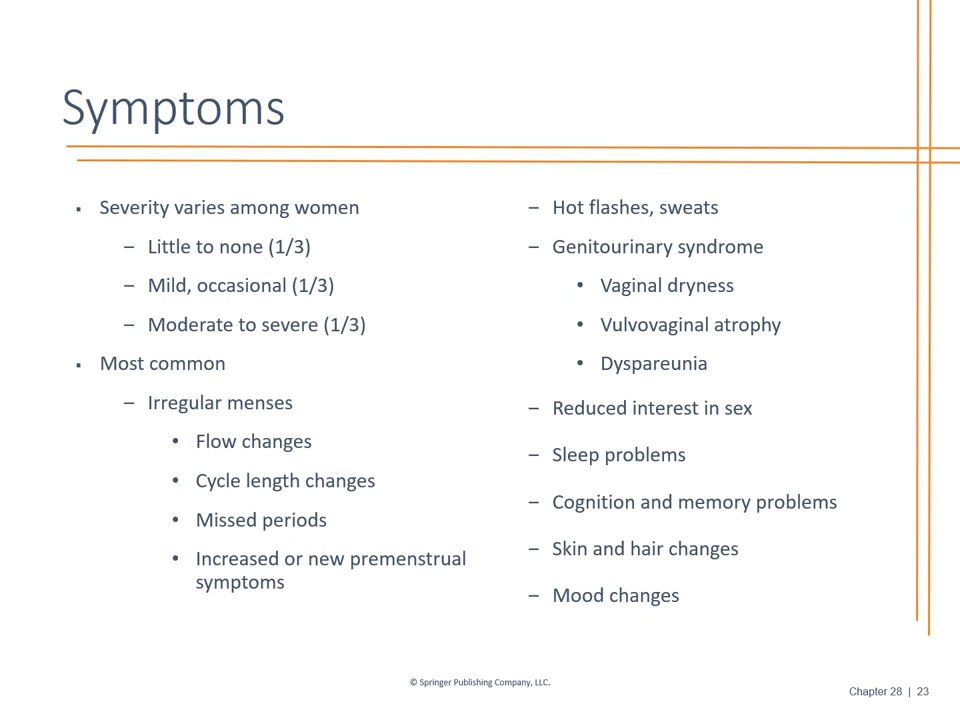 Symptoms
▪ Severity varies among women
– Little to none (1/3)
– Mild, occasional (1/3)
– Moderate to severe (1/3)
▪ Most common
– Irregular menses
• Flow changes
• Cycle length changes
• Missed periods
• Increased or new premenstrual
symptoms
– Hot flashes, sweats
– Genitourinary syndrome
• Vaginal dryness
• Vulvovaginal atrophy
• Dyspareunia
– Reduced interest in sex
– Sleep problems
– Cognition and memory problems
– Skin and hair changes
– Mood changes
© Springer Publishing Company, LLC.
Chapter 28 | 23